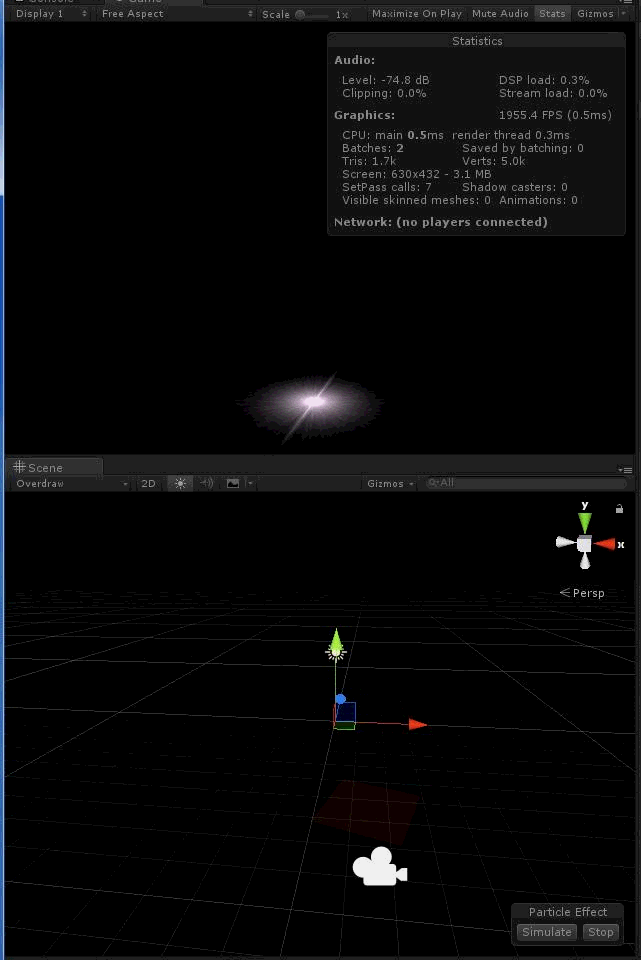 Display 1 Free Aspect Scale 1x Maximize On Play Mute Audio Stats Gizmos
Statistics
Audio:
Level: -74.8 dB DSP load: 0.3%
Clipping: 0.0% Stream load: 0.0%
Graphics: 1955.4 FPS (0.5ms)
CPU: main 0.5ms render thread 0.3ms
Batches: 2 Saved by batching: 0
Tris: 1.7k Verts: 5.0k
Screen: 630x432 - 3.1 MB
SetPass calls: 7 Shadow casters: 0
Visible skinned meshes: 0 Animations: 0
Network: (no players connected)
Scene
Overdraw 2D Gizmos All
y
x
Persp
Particle Effect
Simulate Stop